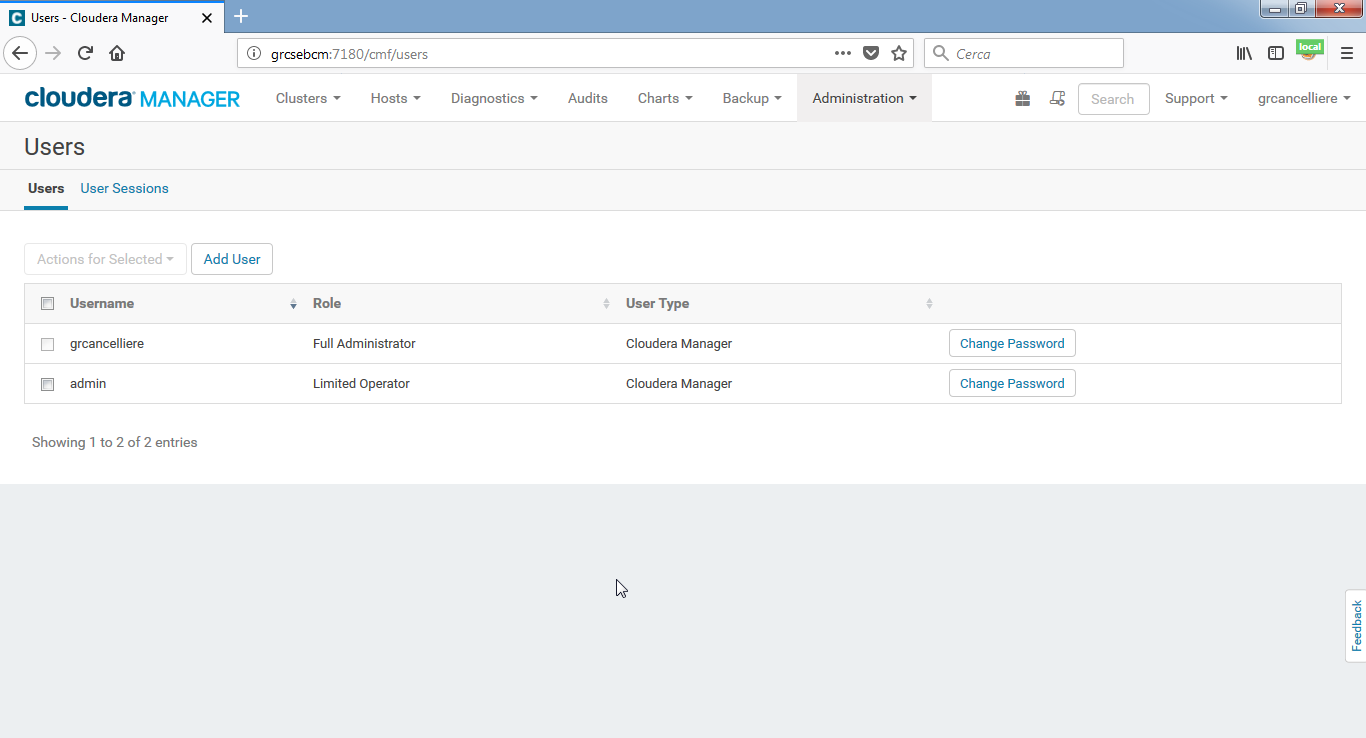 Users - Cloudera Manager
grcsebcm:7180/cmf/users
Cerca
local
cloudera MANAGER Clusters Hosts Diagnostics Audits Charts Backup Administration Search Support grcancelliere
Users
Users User Sessions
Actions for Selected Add User
Username Role User Type
grcancelliere Full Administrator Cloudera Manager Change Password
admin Limited Operator Cloudera Manager Change Password
Showing 1 to 2 of 2 entries
Feedback